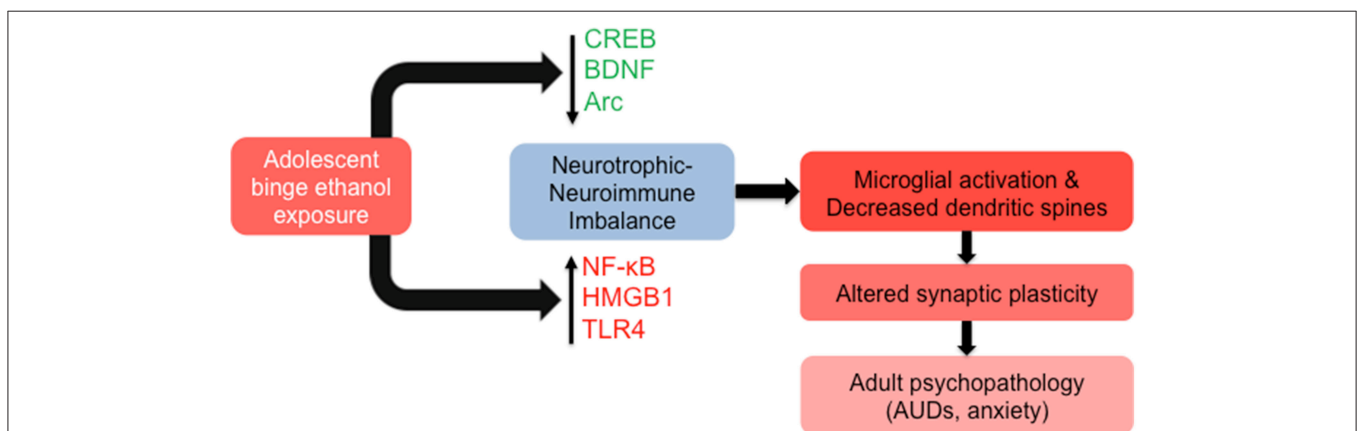 Adolescent
binge ethanol
exposure
CREB
BDNF
Arc
Neurotrophic-
Neuroimmune
Imbalance
NF-κB
HMGB1
TLR4
Microglial activation &
Decreased dendritic spines
Altered synaptic plasticity
Adult psychopathology
(AUDs, anxiety)